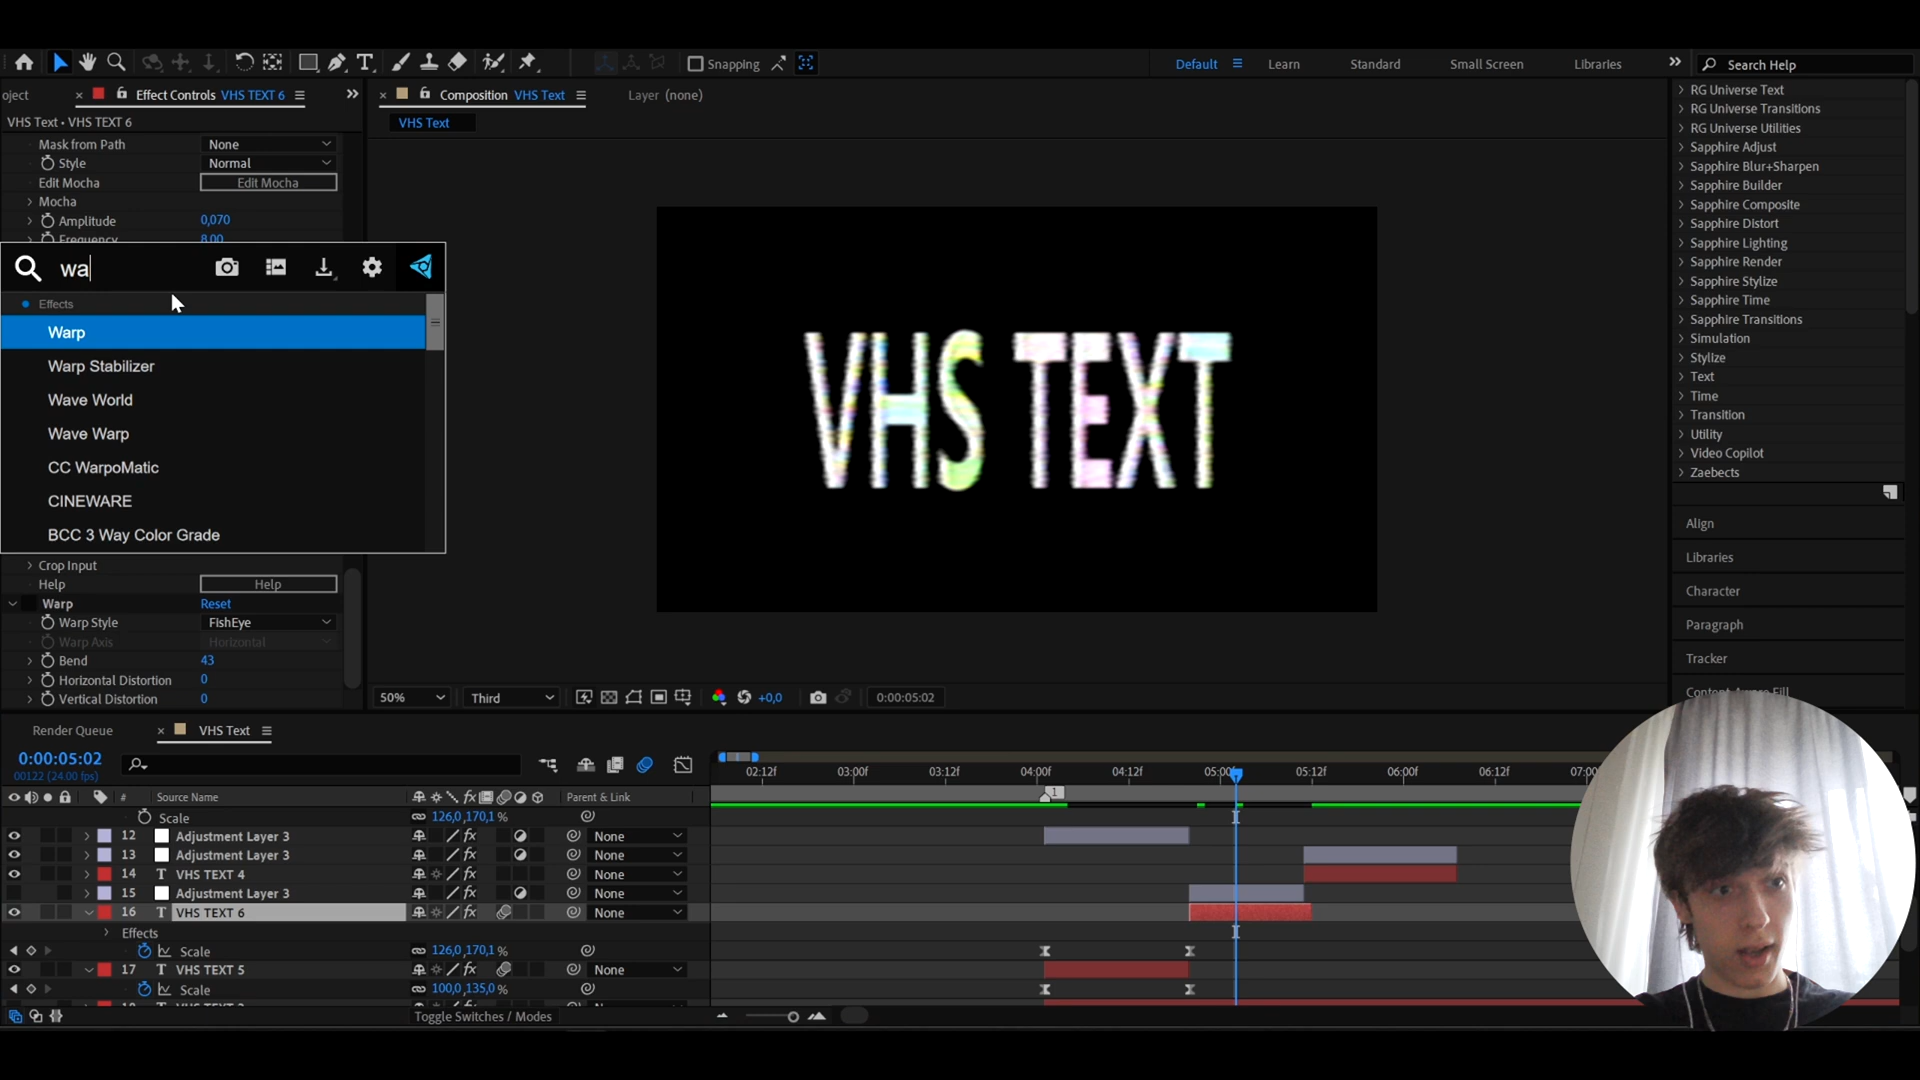 Snapping
Default
Learn
Standard
Small Screen
Libraries
Search Help
oject
Effect Controls VHS TEXT 6
Composition VHS Text
Layer (none)
VHS Text • VHS TEXT 6
VHS Text
Mask from Path None
Style Normal
Edit Mocha Edit Mocha
Mocha
Amplitude 0,070
Frequency 8,00
wa
Effects
Warp
Warp Stabilizer
Wave World
Wave Warp
CC WarpoMatic
CINEWARE
BCC 3 Way Color Grade
Crop Input
Help Help
Warp Reset
Warp Style FishEye
Warp Axis Horizontal
Bend 43
Horizontal Distortion 0
Vertical Distortion 0
VHS TEXT
50%
Third
+0,0
0:00:05:02
RG Universe Text
RG Universe Transitions
RG Universe Utilities
Sapphire Adjust
Sapphire Blur+Sharpen
Sapphire Builder
Sapphire Composite
Sapphire Distort
Sapphire Lighting
Sapphire Render
Sapphire Stylize
Sapphire Time
Sapphire Transitions
Simulation
Stylize
Text
Time
Transition
Utility
Video Copilot
Zaebects
Align
Libraries
Character
Paragraph
Tracker
Content-Aware Fill
Render Queue
VHS Text
0:00:05:02
00122 (24.00 fps)
02:12f 03:00f 03:12f 04:00f 04:12f 05:00f 05:12f 06:00f 06:12f 07:00
1
# Source Name
Parent & Link
Scale 126,0,170,1 %
12 Adjustment Layer 3 None
13 Adjustment Layer 3 None
14 T VHS TEXT 4 None
15 Adjustment Layer 3 None
16 T VHS TEXT 6 None
Effects
Scale 126,0,170,1 %
17 T VHS TEXT 5 None
Scale 100,0,135,0 %
Toggle Switches / Modes